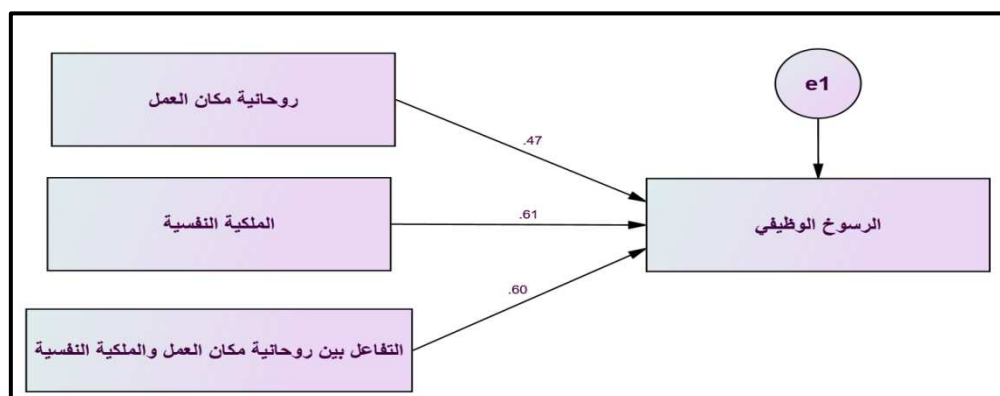 روحانية مكان العمل
e1
.47
الملكية النفسية
.61
الرسوخ الوظيفي
.60
التفاعل بين روحانية مكان العمل والملكية النفسية